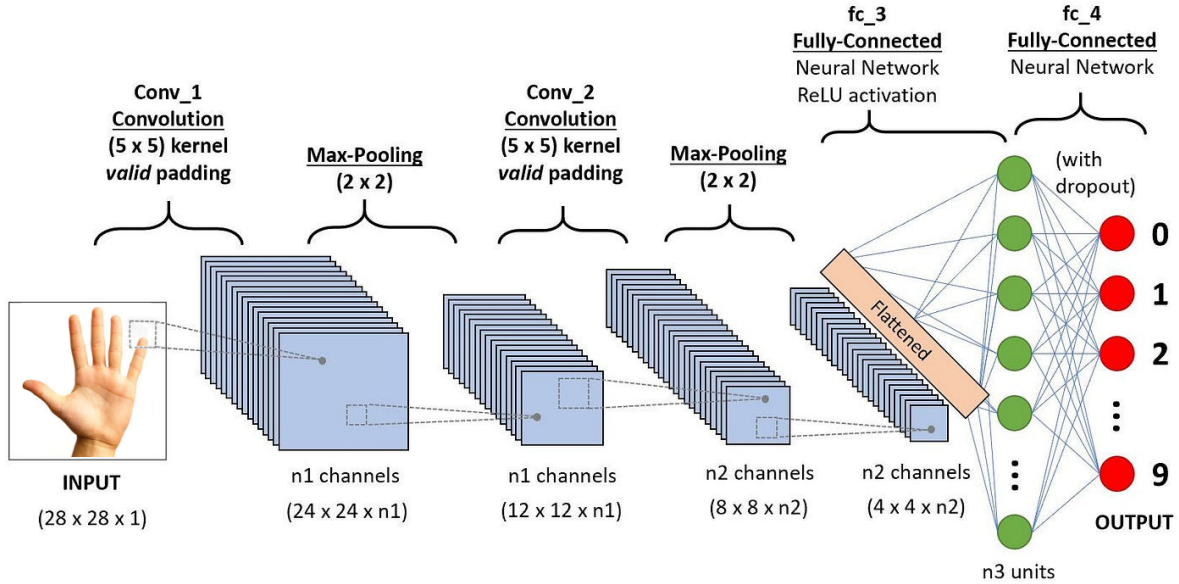 Conv_1
Convolution
(5 x 5) kernel
valid padding
Max-Pooling
(2 x 2)
Conv_2
Convolution
(5 x 5) kernel
valid padding
Max-Pooling
(2 x 2)
fc_3
Fully-Connected
Neural Network
ReLU activation
fc_4
Fully-Connected
Neural Network
(with
dropout)
Flattened
0
1
2
9
INPUT
(28 x 28 x 1)
n1 channels
(24 x 24 x n1)
n1 channels
(12 x 12 x n1)
n2 channels
(8 x 8 x n2)
n2 channels
(4 x 4 x n2)
n3 units
OUTPUT